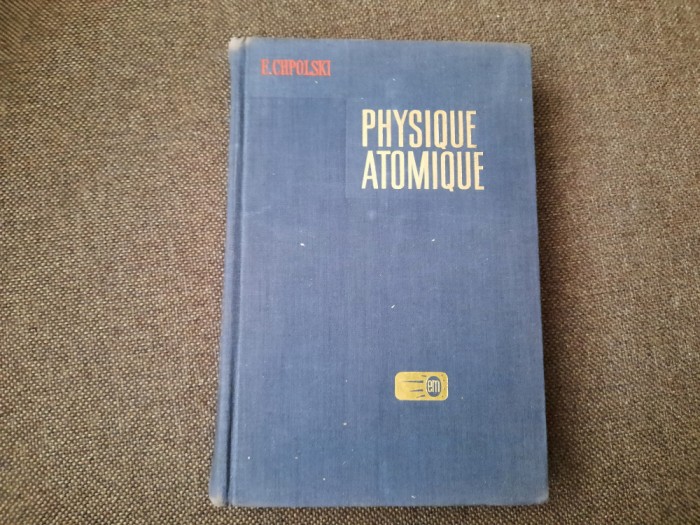 E. CHPOLSKI
PHYSIQUE
ATOMIQUE
em